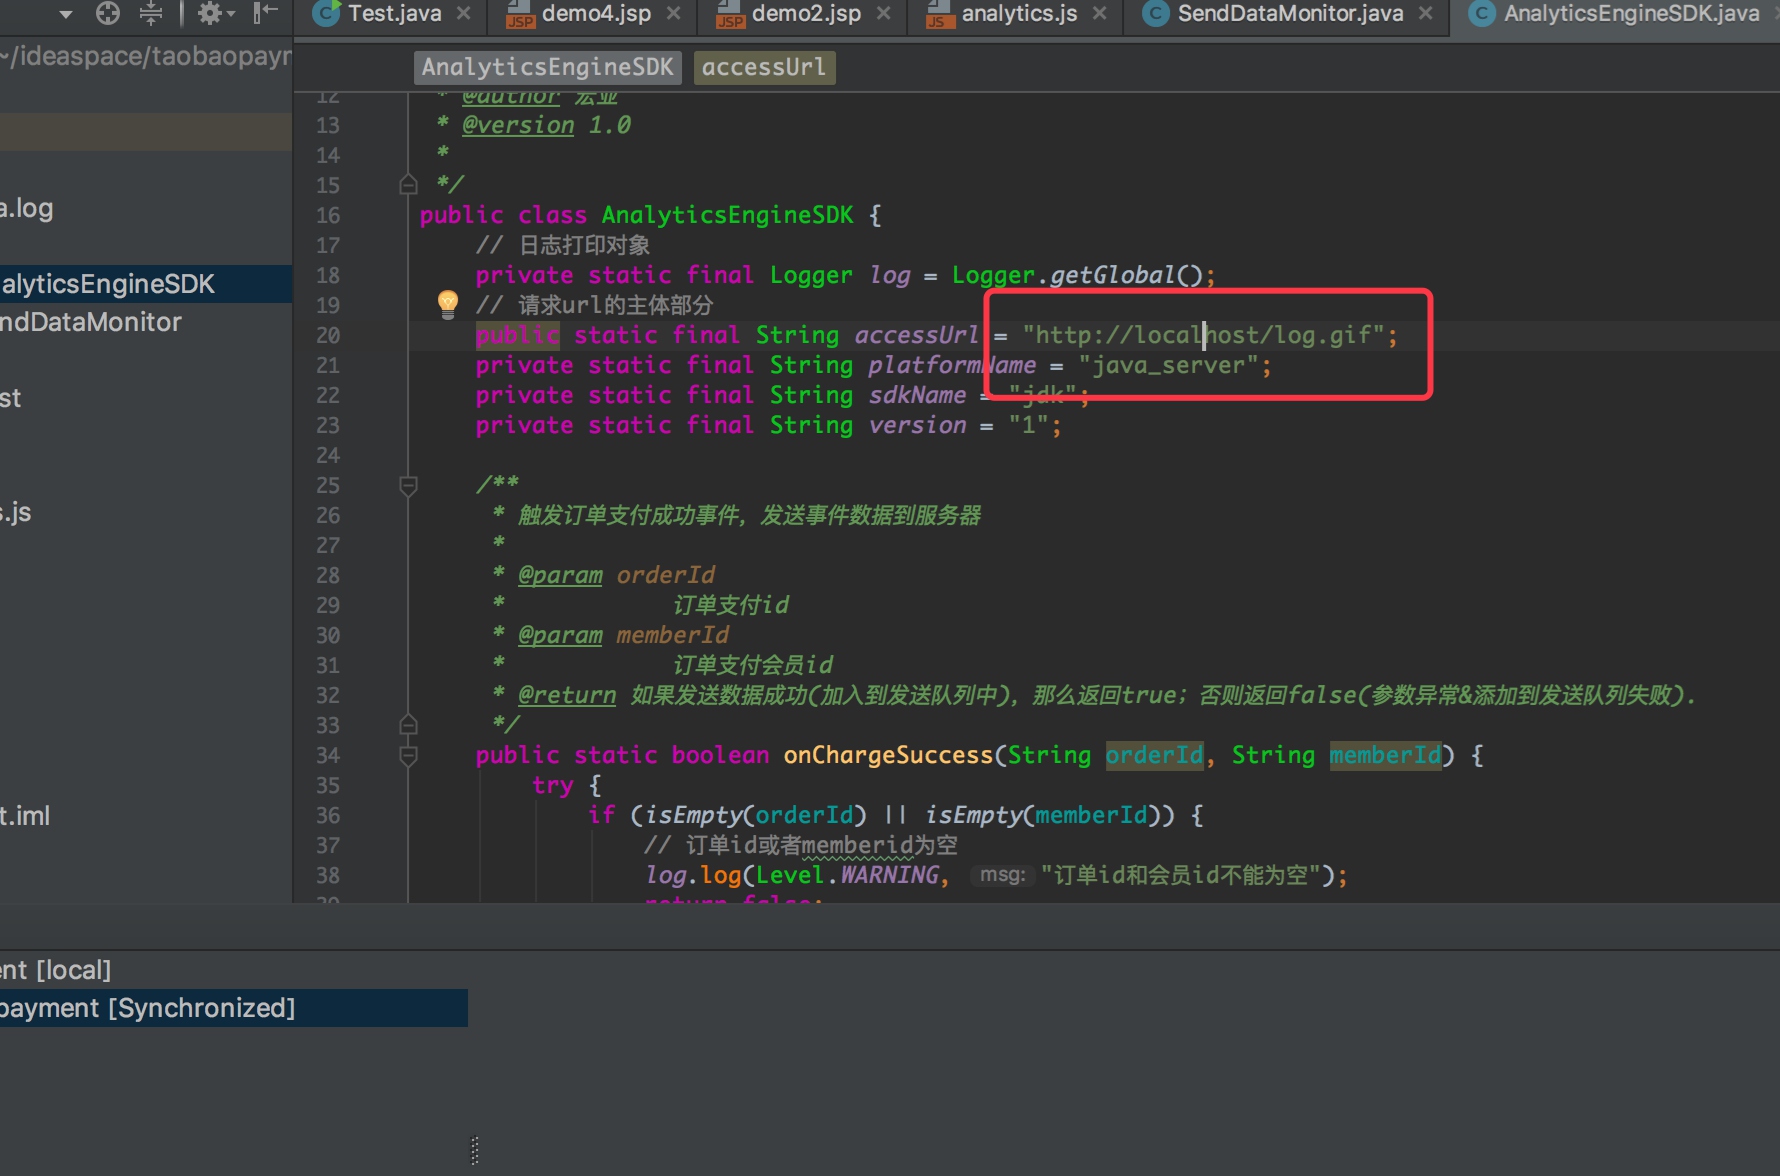 Test.java
demo4.jsp
demo2.jsp
analytics.js
SendDataMonitor.java
AnalyticsEngineSDK.java
~/ideaspace/taobaopayn
AnalyticsEngineSDK
accessUrl
a.log
alyticsEngineSDK
ndDataMonitor
st
s.js
t.iml
12 * @author 宏亚
13 * @version 1.0
14 *
15 */
16 public class AnalyticsEngineSDK {
17 // 日志打印对象
18 private static final Logger log = Logger.getGlobal();
19 // 请求url的主体部分
20 public static final String accessUrl = "http://localhost/log.gif";
21 private static final String platformName = "java_server";
22 private static final String sdkName = "jdk";
23 private static final String version = "1";
24
25 /**
26 * 触发订单支付成功事件，发送事件数据到服务器
27 *
28 * @param orderId
29 * 订单支付id
30 * @param memberId
31 * 订单支付会员id
32 * @return 如果发送数据成功(加入到发送队列中)，那么返回true；否则返回false(参数异常&添加到发送队列失败).
33 */
34 public static boolean onChargeSuccess(String orderId, String memberId) {
35 try {
36 if (isEmpty(orderId) || isEmpty(memberId)) {
37 // 订单id或者memberid为空
38 log.log(Level.WARNING, msg: "订单id和会员id不能为空");
39 return false;
ent [local]
payment [Synchronized]